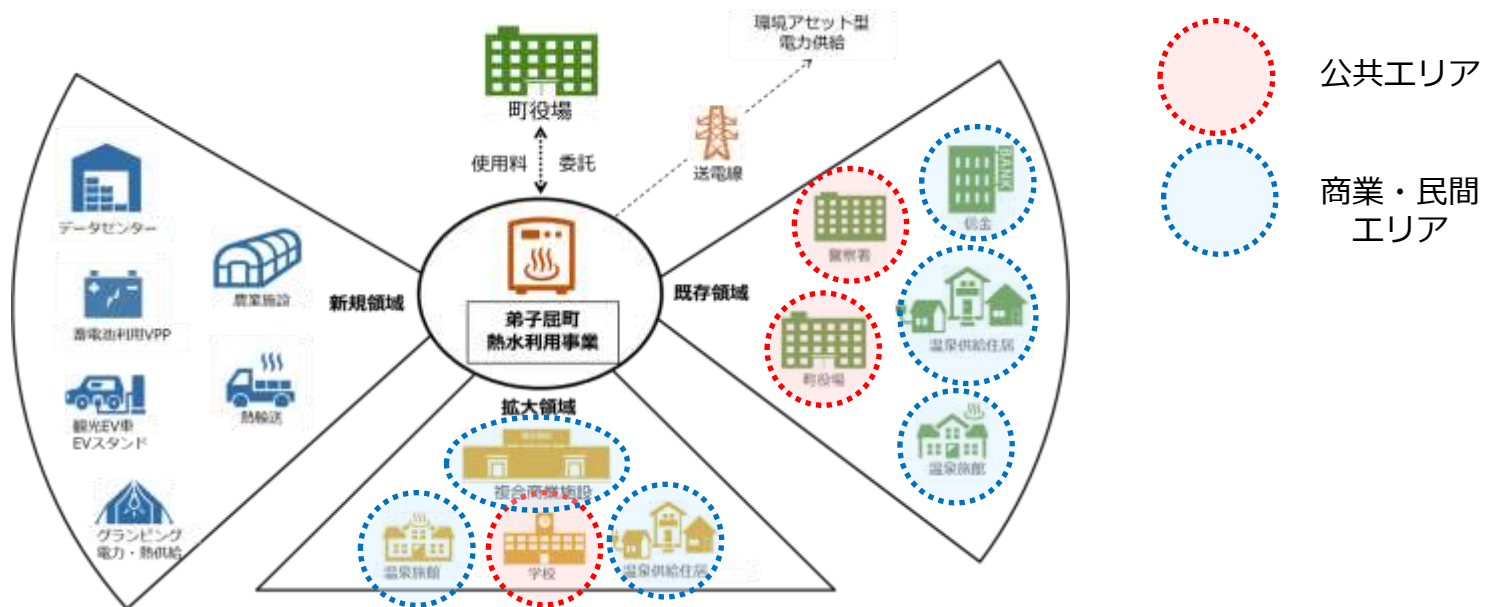 環境アセット型
電力供給
町役場
使用料
委託
送電線
公共エリア
商業・民間
エリア
データセンター
蓄電池利用VPP
観光EV車
EVスタンド
グランピング
電力・熱供給
農業施設
熱輸送
新規領域
弟子屈町
熱水利用事業
既存領域
警察署
町役場
BANK
信金
温泉供給住居
温泉旅館
拡大領域
複合商業施設
温泉旅館
学校
温泉供給住居